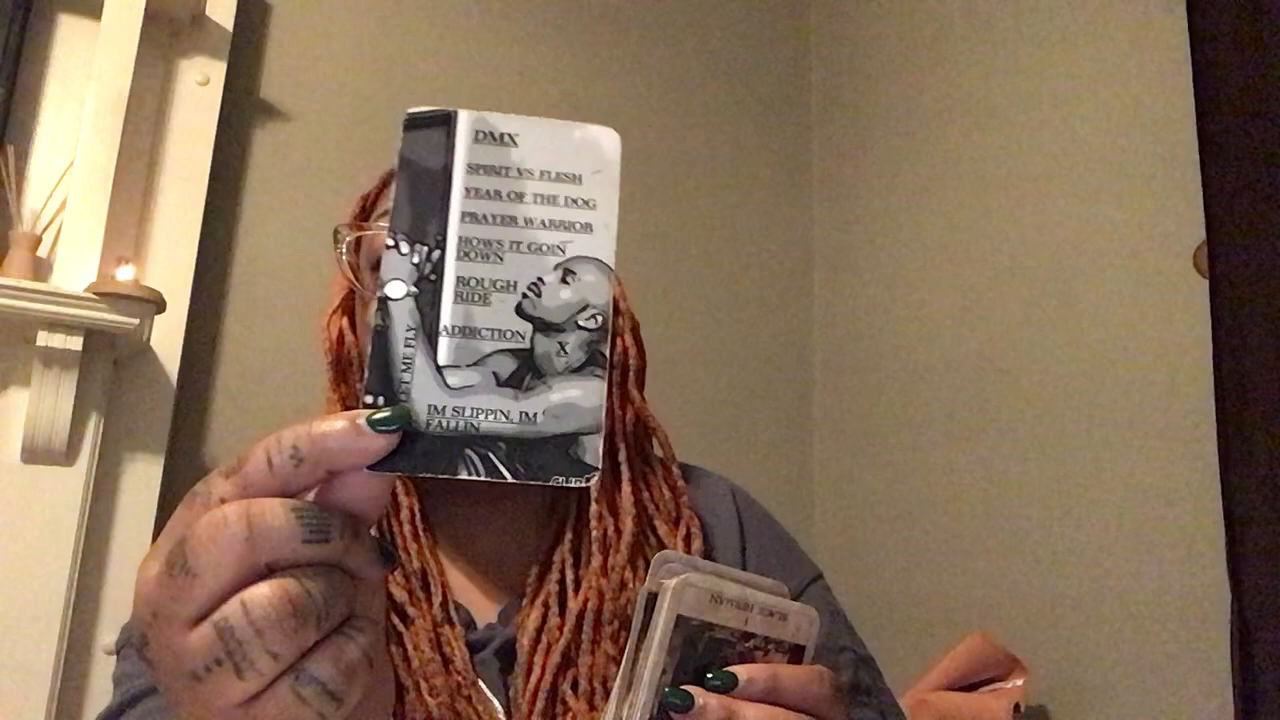 DMX
SPIRIT VS FLESH
YEAR OF THE DOG
PRAYER WARRIOR
HOWS IT GOIN
DOWN
ROUGH
RIDE
ADDICTION
X
LET ME FLY
IM SLIPPIN, IM
FALLIN